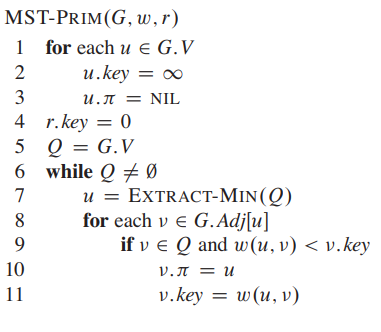 MST-PRIM(G, w, r)
1 for each u ∈ G.V
2 u.key = ∞
3 u.π = NIL
4 r.key = 0
5 Q = G.V
6 while Q ≠ ∅
7 u = EXTRACT-MIN(Q)
8 for each v ∈ G.Adj[u]
9 if v ∈ Q and w(u, v) < v.key
10 v.π = u
11 v.key = w(u, v)